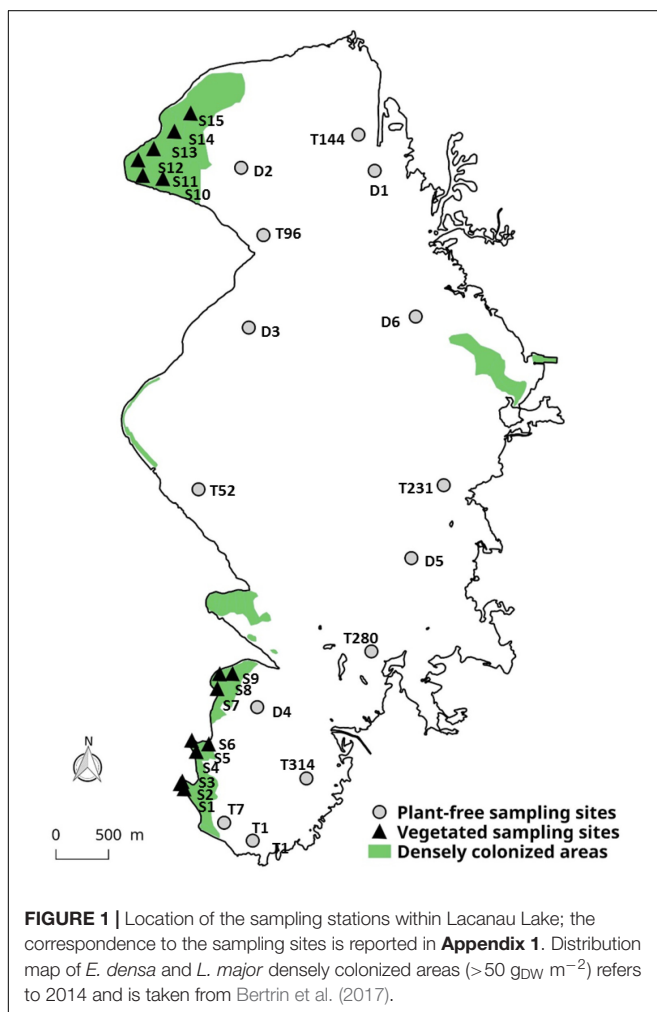 S15
T144
S14
S13
D2
D1
S12
S11
S10
T96
D6
D3
T52
T231
D5
T280
S9
S8
S7
D4
S6
S5
N
S4
T314
S3
S2
S1
T7
Plant-free sampling sites
0 500 m
T1
T1
Vegetated sampling sites
Densely colonized areas
FIGURE 1 | Location of the sampling stations within Lacanau Lake; the
correspondence to the sampling sites is reported in Appendix 1. Distribution
map of E. densa and L. major densely colonized areas (>50 gDW m−2) refers
to 2014 and is taken from Bertrin et al. (2017).